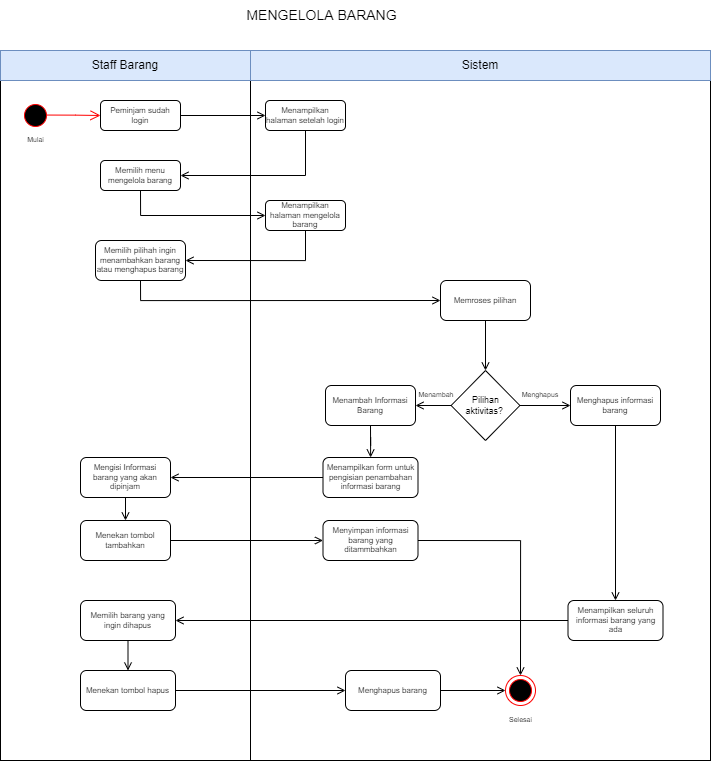 MENGELOLA BARANG
Staff Barang
Sistem
Peminjam sudah
login
Menampilkan
halaman setelah login
Mulai
Memilih menu
mengelola barang
Menampilkan
halaman mengelola
barang
Memilih pilihah ingin
menambahkan barang
atau menghapus barang
Memroses pilihan
Menambah Informasi
Barang
Menambah
Pilihan
aktivitas?
Menghapus
Menghapus informasi
barang
Mengisi Informasi
barang yang akan
dipinjam
Menampilkan form untuk
pengisian penambahan
informasi barang
Menekan tombol
tambahkan
Menyimpan informasi
barang yang
ditammbahkan
Memilih barang yang
ingin dihapus
Menampilkan seluruh
informasi barang yang
ada
Menekan tombol hapus
Menghapus barang
Selesai